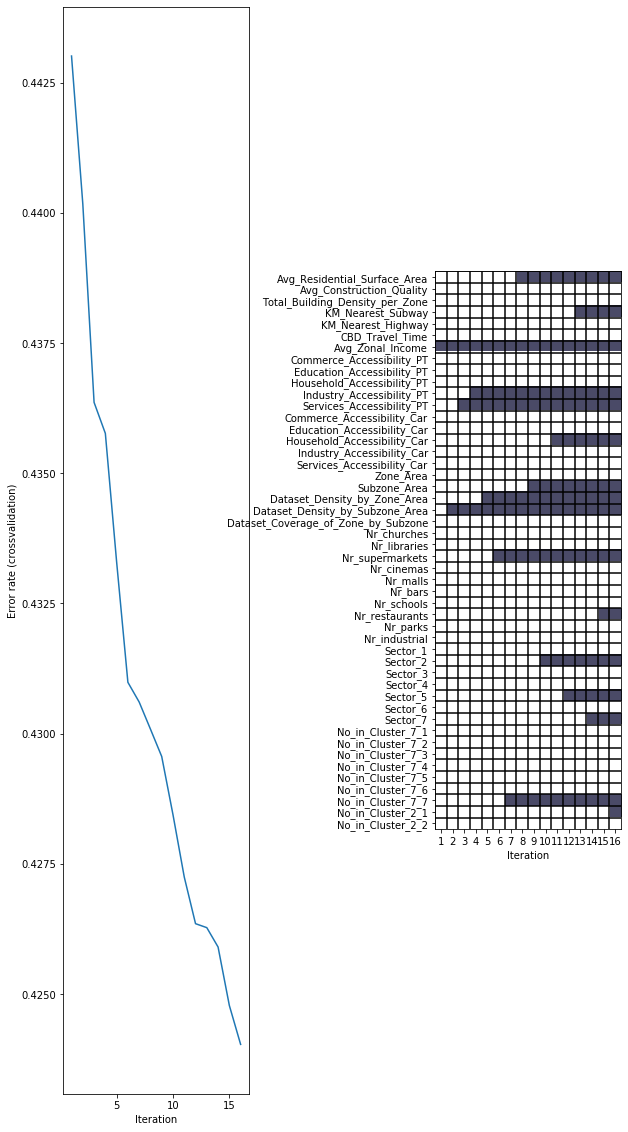 0.4425
0.4400
0.4375
0.4350
0.4325
0.4300
0.4275
0.4250
Error rate (crossvalidation)
5 10 15
Iteration
Avg_Residential_Surface_Area
Avg_Construction_Quality
Total_Building_Density_per_Zone
KM_Nearest_Subway
KM_Nearest_Highway
CBD_Travel_Time
Avg_Zonal_Income
Commerce_Accessibility_PT
Education_Accessibility_PT
Household_Accessibility_PT
Industry_Accessibility_PT
Services_Accessibility_PT
Commerce_Accessibility_Car
Education_Accessibility_Car
Household_Accessibility_Car
Industry_Accessibility_Car
Services_Accessibility_Car
Zone_Area
Subzone_Area
Dataset_Density_by_Zone_Area
Dataset_Density_by_Subzone_Area
Dataset_Coverage_of_Zone_by_Subzone
Nr_churches
Nr_libraries
Nr_supermarkets
Nr_cinemas
Nr_malls
Nr_bars
Nr_schools
Nr_restaurants
Nr_parks
Nr_industrial
Sector_1
Sector_2
Sector_3
Sector_4
Sector_5
Sector_6
Sector_7
No_in_Cluster_7_1
No_in_Cluster_7_2
No_in_Cluster_7_3
No_in_Cluster_7_4
No_in_Cluster_7_5
No_in_Cluster_7_6
No_in_Cluster_7_7
No_in_Cluster_2_1
No_in_Cluster_2_2
1 2 3 4 5 6 7 8 9 10 11 12 13 14 15 16
Iteration